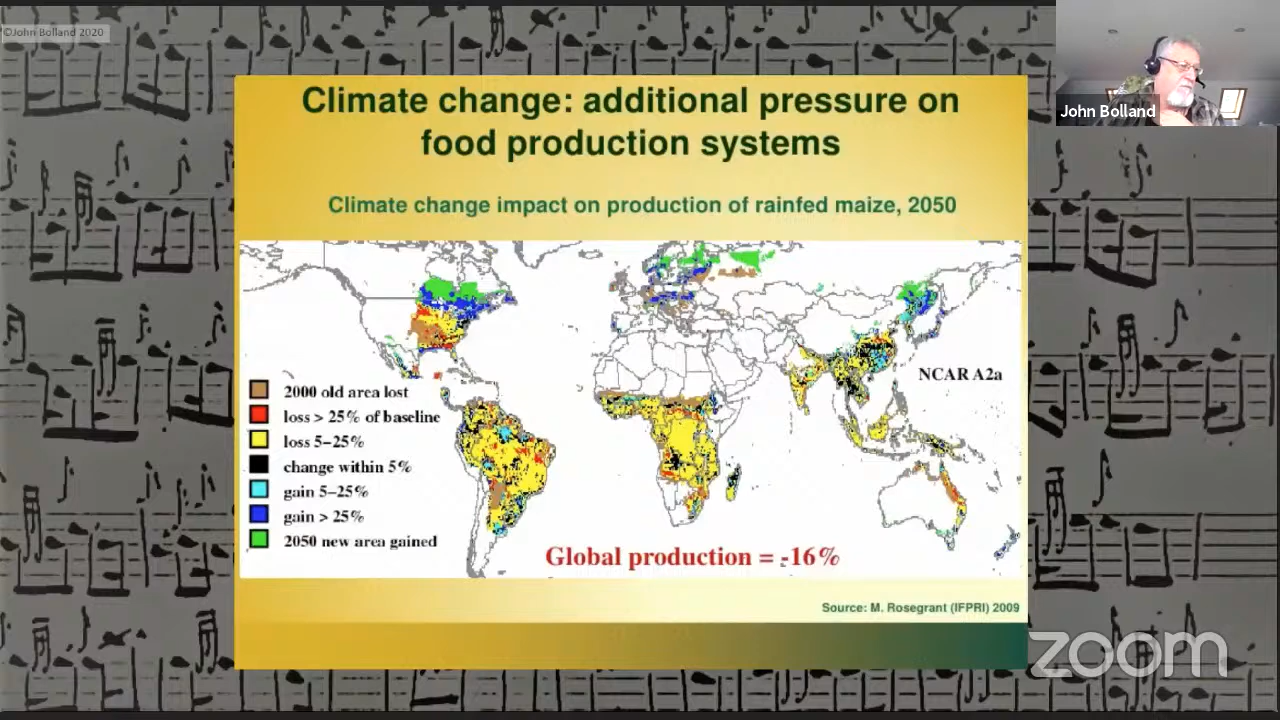 ©John Bolland 2020
John Bolland
Climate change: additional pressure on
food production systems
Climate change impact on production of rainfed maize, 2050
NCAR A2a
2000 old area lost
loss > 25% of baseline
loss 5–25%
change within 5%
gain 5–25%
gain > 25%
2050 new area gained
Global production = -16%
Source: M. Rosegrant (IFPRI) 2009
zoom